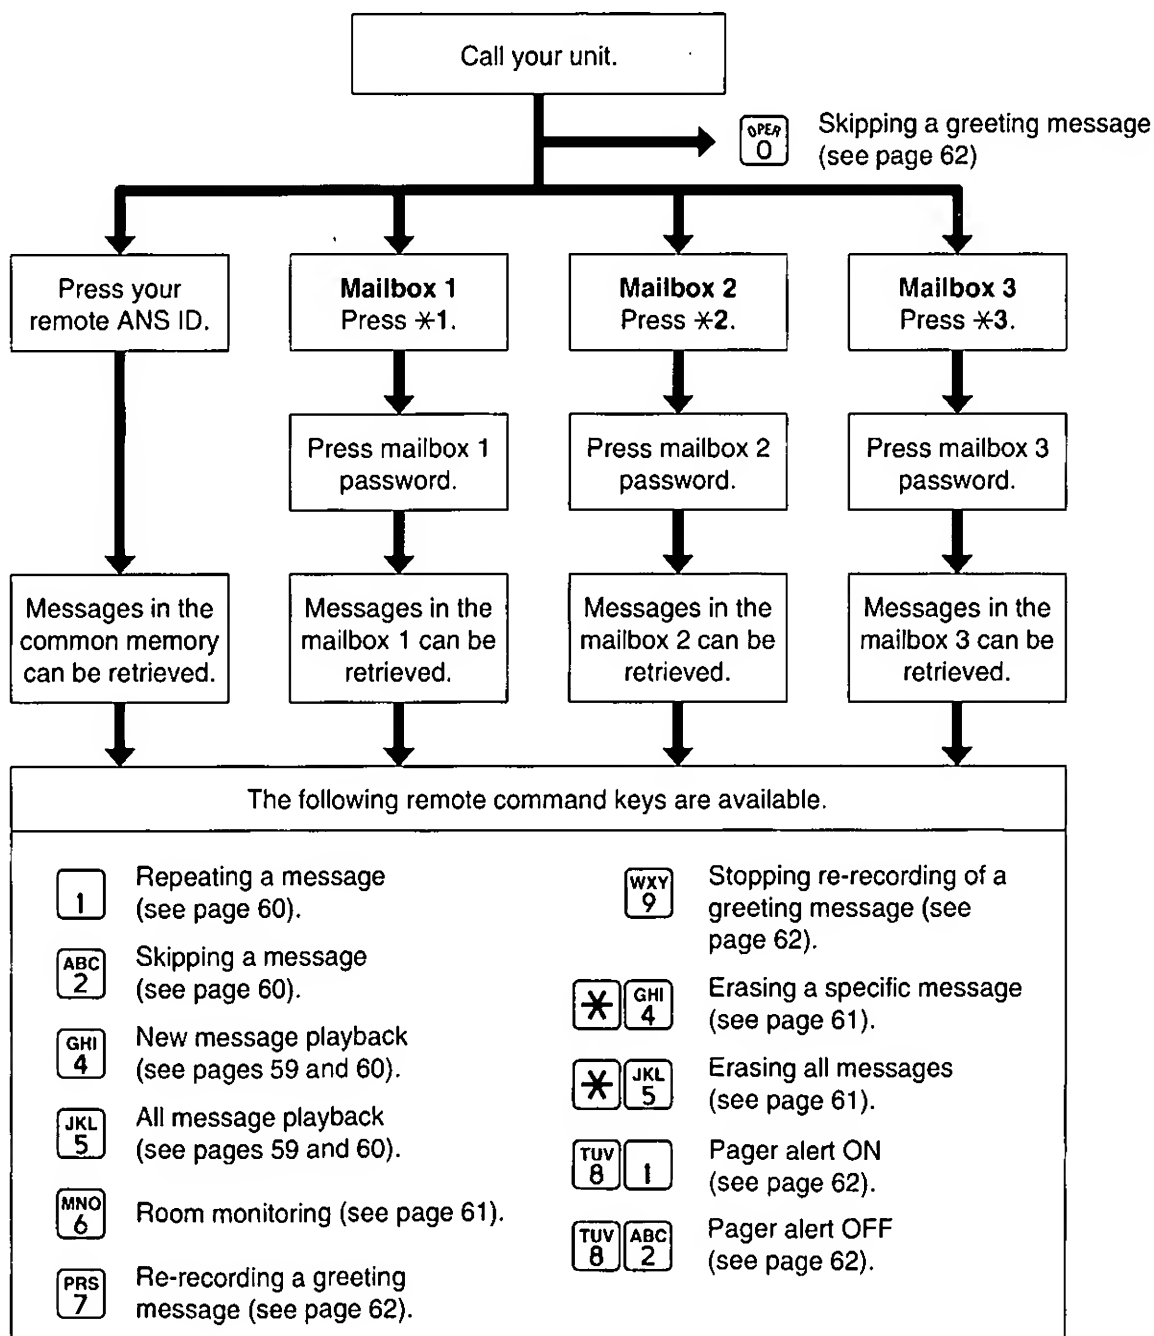 Call your unit.
OPER
0
Skipping a greeting message
(see page 62)
Press your
remote ANS ID.
Mailbox 1
Press *1.
Mailbox 2
Press *2.
Mailbox 3
Press *3.
Press mailbox 1
password.
Press mailbox 2
password.
Press mailbox 3
password.
Messages in the
common memory
can be retrieved.
Messages in the
mailbox 1 can be
retrieved.
Messages in the
mailbox 2 can be
retrieved.
Messages in the
mailbox 3 can be
retrieved.
The following remote command keys are available.
1
Repeating a message
(see page 60).
ABC
2
Skipping a message
(see page 60).
GHI
4
New message playback
(see pages 59 and 60).
JKL
5
All message playback
(see pages 59 and 60).
MNO
6
Room monitoring (see page 61).
PRS
7
Re-recording a greeting
message (see page 62).
WXY
9
Stopping re-recording of a
greeting message (see
page 62).
* GHI
4
Erasing a specific message
(see page 61).
* JKL
5
Erasing all messages
(see page 61).
TUV
8 1
Pager alert ON
(see page 62).
TUV ABC
8 2
Pager alert OFF
(see page 62).